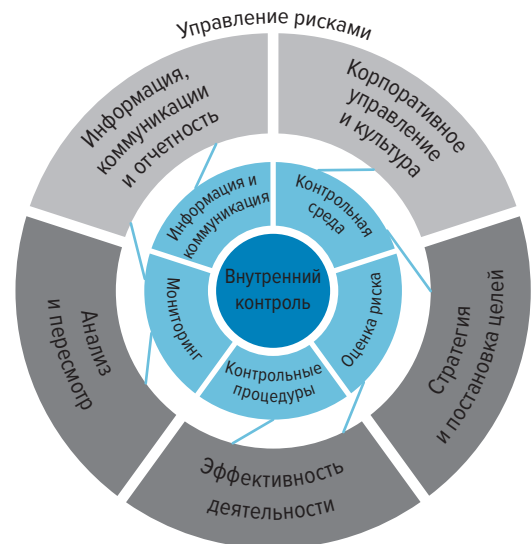 Управление рисками
Информация,
коммуникации
и отчетность
Корпоративное
управление
и культура
Информация и
коммуникация
Контрольная
среда
Внутренний
контроль
Мониторинг
Оценка риска
Контрольные
процедуры
Анализ
и пересмотр
Стратегия
и постановка целей
Эффективность
деятельности